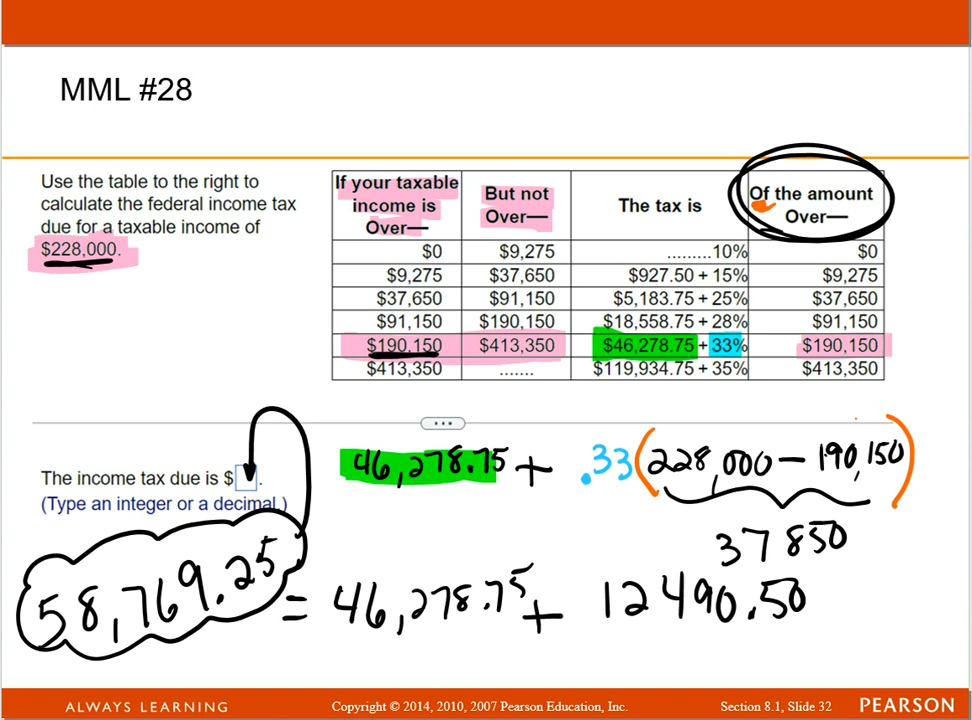 MML #28
Use the table to the right to
calculate the federal income tax
due for a taxable income of
$228,000.
If your taxable income is Over— But not Over— The tax is Of the amount Over—
$0 $9,275 .........10% $0
$9,275 $37,650 $927.50 + 15% $9,275
$37,650 $91,150 $5,183.75 + 25% $37,650
$91,150 $190,150 $18,558.75 + 28% $91,150
$190,150 $413,350 $46,278.75 + 33% $190,150
$413,350 ....... $119,934.75 + 35% $413,350
The income tax due is $ .
(Type an integer or a decimal.)
46,278.75 + .33 (228,000 – 190,150)
37850
58,769.25 = 46,278.75 + 12490.50
ALWAYS LEARNING Copyright © 2014, 2010, 2007 Pearson Education, Inc. Section 8.1, Slide 32 PEARSON